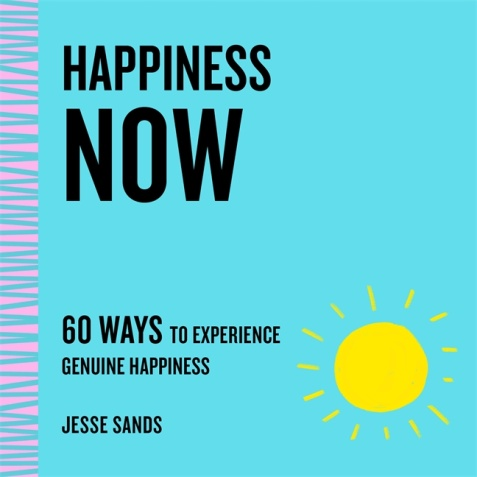 HAPPINESS
NOW
60 WAYS TO EXPERIENCE
GENUINE HAPPINESS
JESSE SANDS